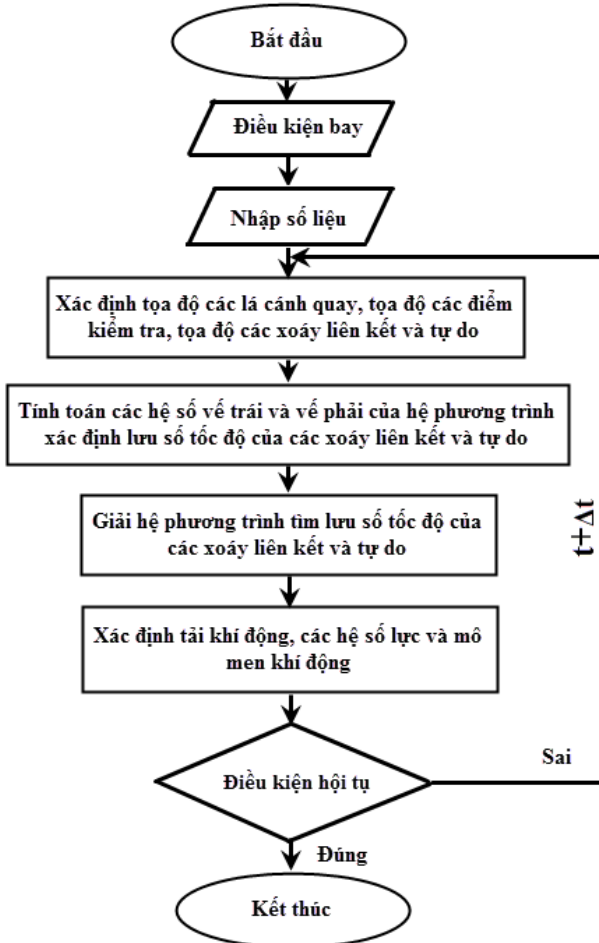 Bắt đầu
Điều kiện bay
Nhập số liệu
Xác định tọa độ các lá cánh quay, tọa độ các điểm
kiểm tra, tọa độ các xoáy liên kết và tự do
Tính toán các hệ số vế trái và vế phải của hệ phương trình
xác định lưu số tốc độ của các xoáy liên kết và tự do
Giải hệ phương trình tìm lưu số tốc độ của
các xoáy liên kết và tự do
t+Δt
Xác định tải khí động, các hệ số lực và mô
men khí động
Điều kiện hội tụ
Sai
Đúng
Kết thúc